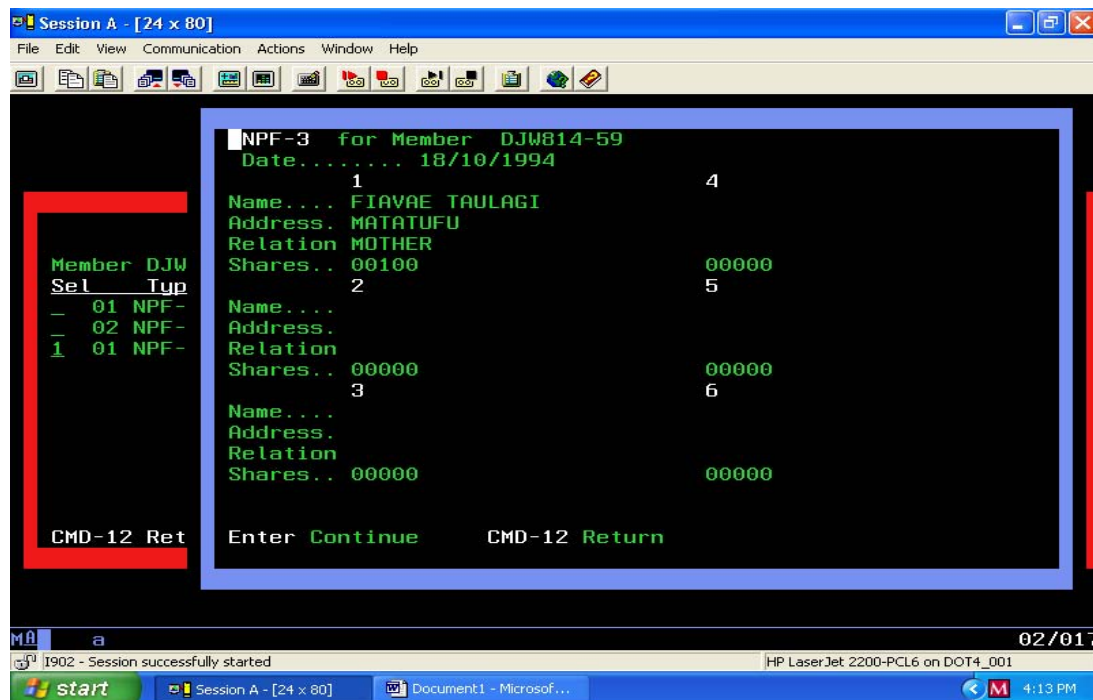 Session A - [24 x 80]
File Edit View Communication Actions Window Help
NPF-3 for Member DJW814-59
Date........ 18/10/1994
1 4
Name.... FIAVAE TAULAGI
Address. MATATUFU
Relation MOTHER
Member DJW Shares.. 00100 00000
Sel Typ 2 5
_ 01 NPF- Name....
_ 02 NPF- Address.
1 01 NPF- Relation
Shares.. 00000 00000
3 6
Name....
Address.
Relation
Shares.. 00000 00000
CMD-12 Ret Enter Continue CMD-12 Return
MA a 02/017
I902 - Session successfully started HP LaserJet 2200-PCL6 on DOT4_001
start Session A - [24 x 80] Document1 - Microsof... M 4:13 PM